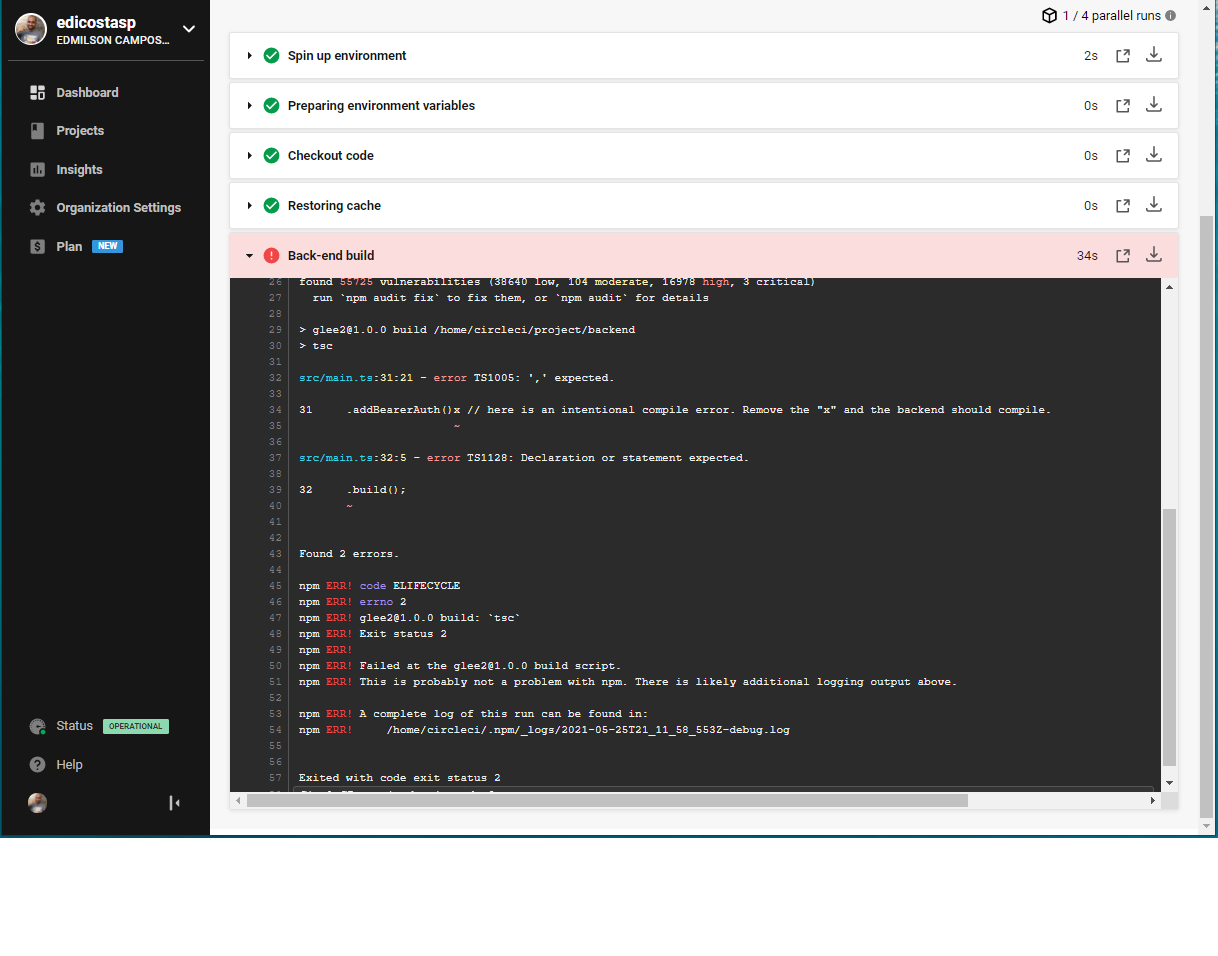 edicostasp
EDMILSON CAMPOS...
Dashboard
Projects
Insights
Organization Settings
Plan NEW
Status OPERATIONAL
Help
1 / 4 parallel runs
Spin up environment 2s
Preparing environment variables 0s
Checkout code 0s
Restoring cache 0s
Back-end build 34s
26 found 55725 vulnerabilities (38640 low, 104 moderate, 16978 high, 3 critical)
27 run `npm audit fix` to fix them, or `npm audit` for details
28
29 > glee2@1.0.0 build /home/circleci/project/backend
30 > tsc
31
32 src/main.ts:31:21 - error TS1005: ',' expected.
33
34 31 .addBearerAuth()x // here is an intentional compile error. Remove the "x" and the backend should compile.
35 ~
36
37 src/main.ts:32:5 - error TS1128: Declaration or statement expected.
38
39 32 .build();
40 ~
41
42
43 Found 2 errors.
44
45 npm ERR! code ELIFECYCLE
46 npm ERR! errno 2
47 npm ERR! glee2@1.0.0 build: `tsc`
48 npm ERR! Exit status 2
49 npm ERR!
50 npm ERR! Failed at the glee2@1.0.0 build script.
51 npm ERR! This is probably not a problem with npm. There is likely additional logging output above.
52
53 npm ERR! A complete log of this run can be found in:
54 npm ERR! /home/circleci/.npm/_logs/2021-05-25T21_11_58_553Z-debug.log
55
56
57 Exited with code exit status 2